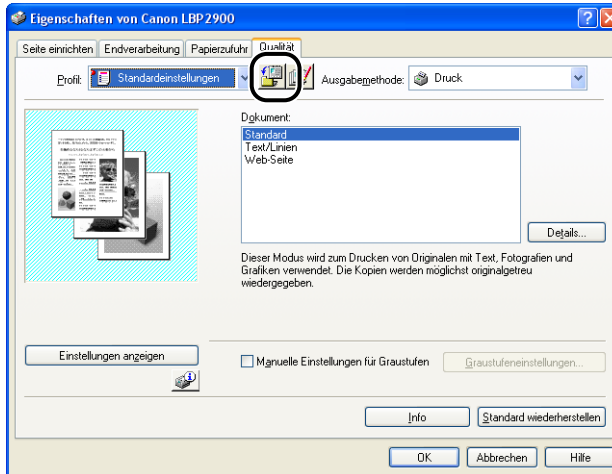 Eigenschaften von Canon LBP2900
Seite einrichten Endverarbeitung Papierzufuhr Qualität
Profil: Standardeinstellungen Ausgabemethode: Druck
Dokument:
Standard
Text/Linien
Web-Seite
Details...
Dieser Modus wird zum Drucken von Originalen mit Text, Fotografien und
Grafiken verwendet. Die Kopien werden möglichst originalgetreu
wiedergegeben.
Einstellungen anzeigen
Manuelle Einstellungen für Graustufen Graustufeneinstellungen...
Info Standard wiederherstellen
OK Abbrechen Hilfe